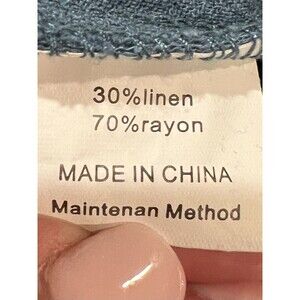 30%linen
70%rayon
MADE IN CHINA
Maintenan Method